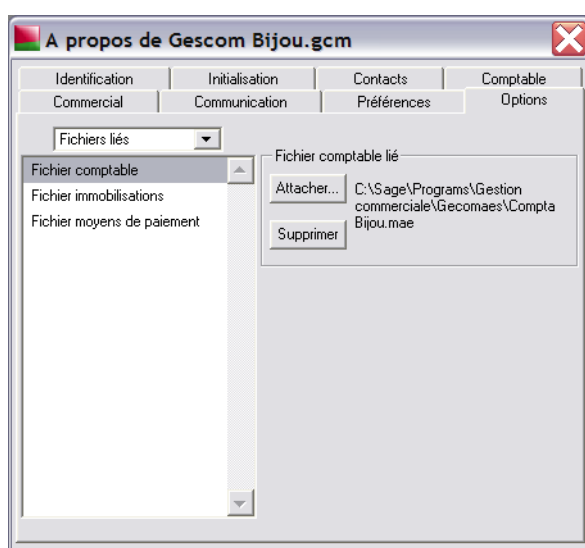 A propos de Gescom Bijou.gcm
Identification Initialisation Contacts Comptable
Commercial Communication Préférences Options
Fichiers liés
Fichier comptable
Fichier immobilisations
Fichier moyens de paiement
Fichier comptable lié
Attacher...
Supprimer
C:\Sage\Programs\Gestion
commerciale\Gecomaes\Compta
Bijou.mae